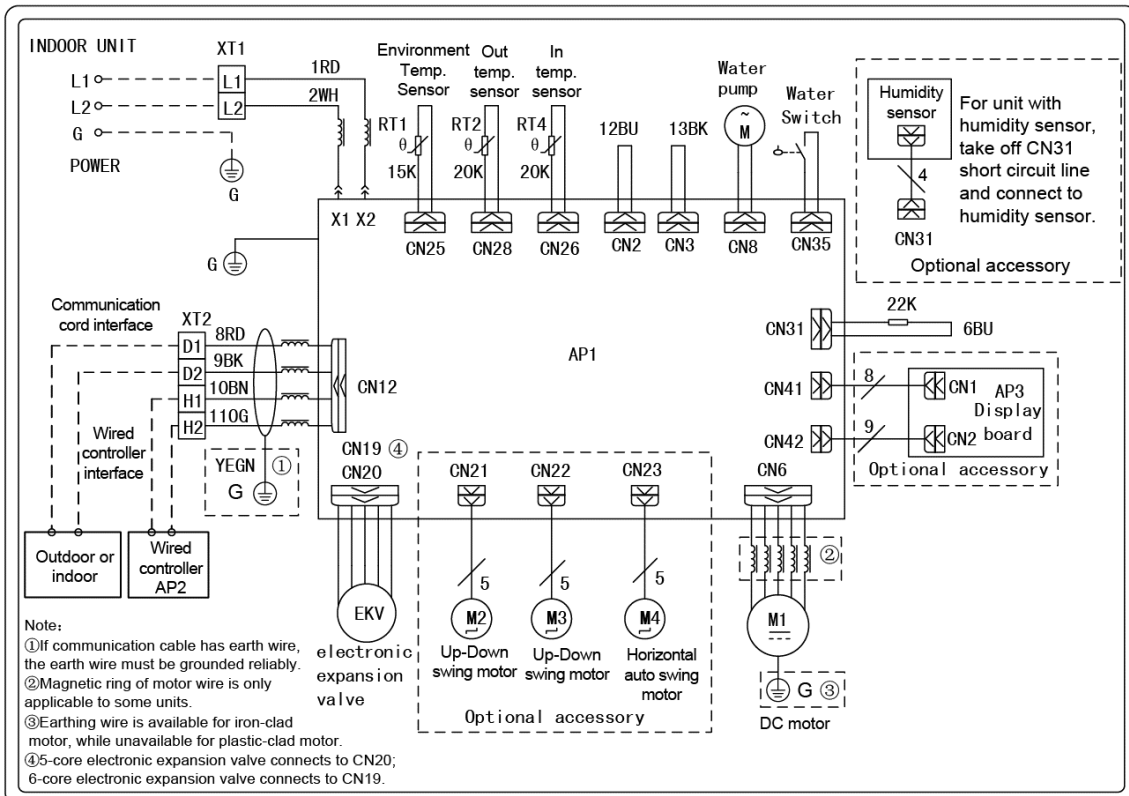 INDOOR UNIT
XT1
L1
L1
L2
L2
G
POWER
G
1RD
2WH
Environment
Temp.
Sensor
Out
temp.
sensor
In
temp.
sensor
RT1
θ
15K
RT2
θ
20K
RT4
θ
20K
12BU
13BK
Water
pump
~
M
Water
Switch
X1 X2
CN25
CN28
CN26
CN2
CN3
CN8
CN35
Humidity
sensor
4
CN31
For unit with
humidity sensor,
take off CN31
short circuit line
and connect to
humidity sensor.
Optional accessory
G
Communication
cord interface
XT2
D1
8RD
D2
9BK
H1
10BN
H2
11OG
CN12
Wired
controller
interface
YEGN
①
G
Outdoor or
indoor
Wired
controller
AP2
AP1
CN31
22K
6BU
CN41
8
CN1
CN42
9
CN2
AP3
Display
board
Optional accessory
CN19 ④
CN20
EKV
electronic
expansion
valve
CN21
CN22
CN23
5
5
5
M2
M3
M4
Up-Down
swing motor
Up-Down
swing motor
Horizontal
auto swing
motor
Optional accessory
CN6
②
M1
G ③
DC motor
Note:
①If communication cable has earth wire,
the earth wire must be grounded reliably.
②Magnetic ring of motor wire is only
applicable to some units.
③Earthing wire is available for iron-clad
motor, while unavailable for plastic-clad motor.
④5-core electronic expansion valve connects to CN20;
6-core electronic expansion valve connects to CN19.